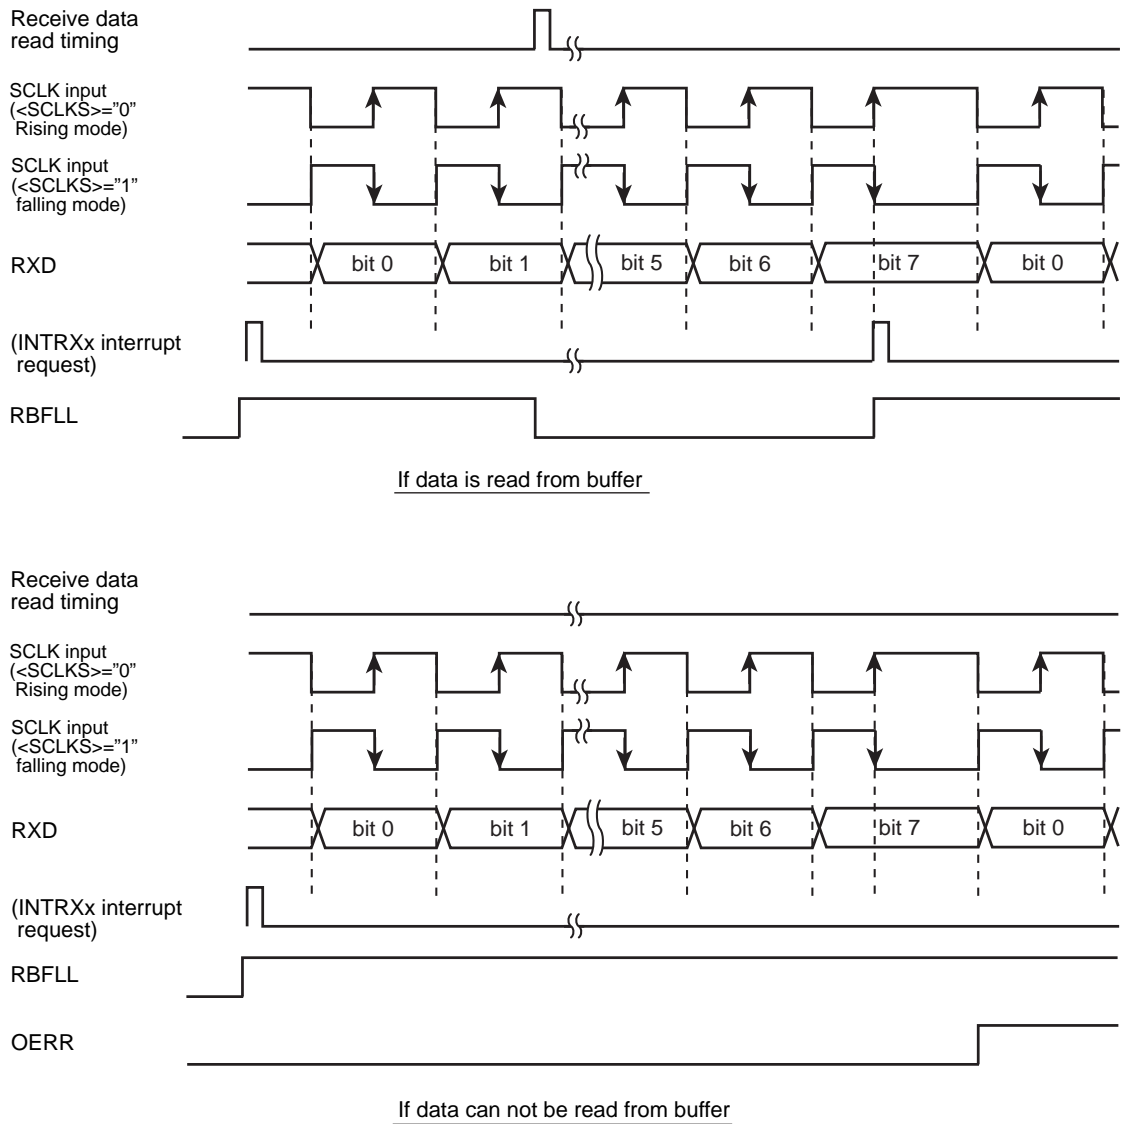 Receive data
read timing
SCLK input
(<SCLKS>=”0”
Rising mode)
SCLK input
(<SCLKS>=”1”
falling mode)
RXD
bit 0
bit 1
bit 5
bit 6
bit 7
bit 0
(INTRXx interrupt
request)
RBFLL
If data is read from buffer
Receive data
read timing
SCLK input
(<SCLKS>=”0”
Rising mode)
SCLK input
(<SCLKS>=”1”
falling mode)
RXD
bit 0
bit 1
bit 5
bit 6
bit 7
bit 0
(INTRXx interrupt
request)
RBFLL
OERR
If data can not be read from buffer